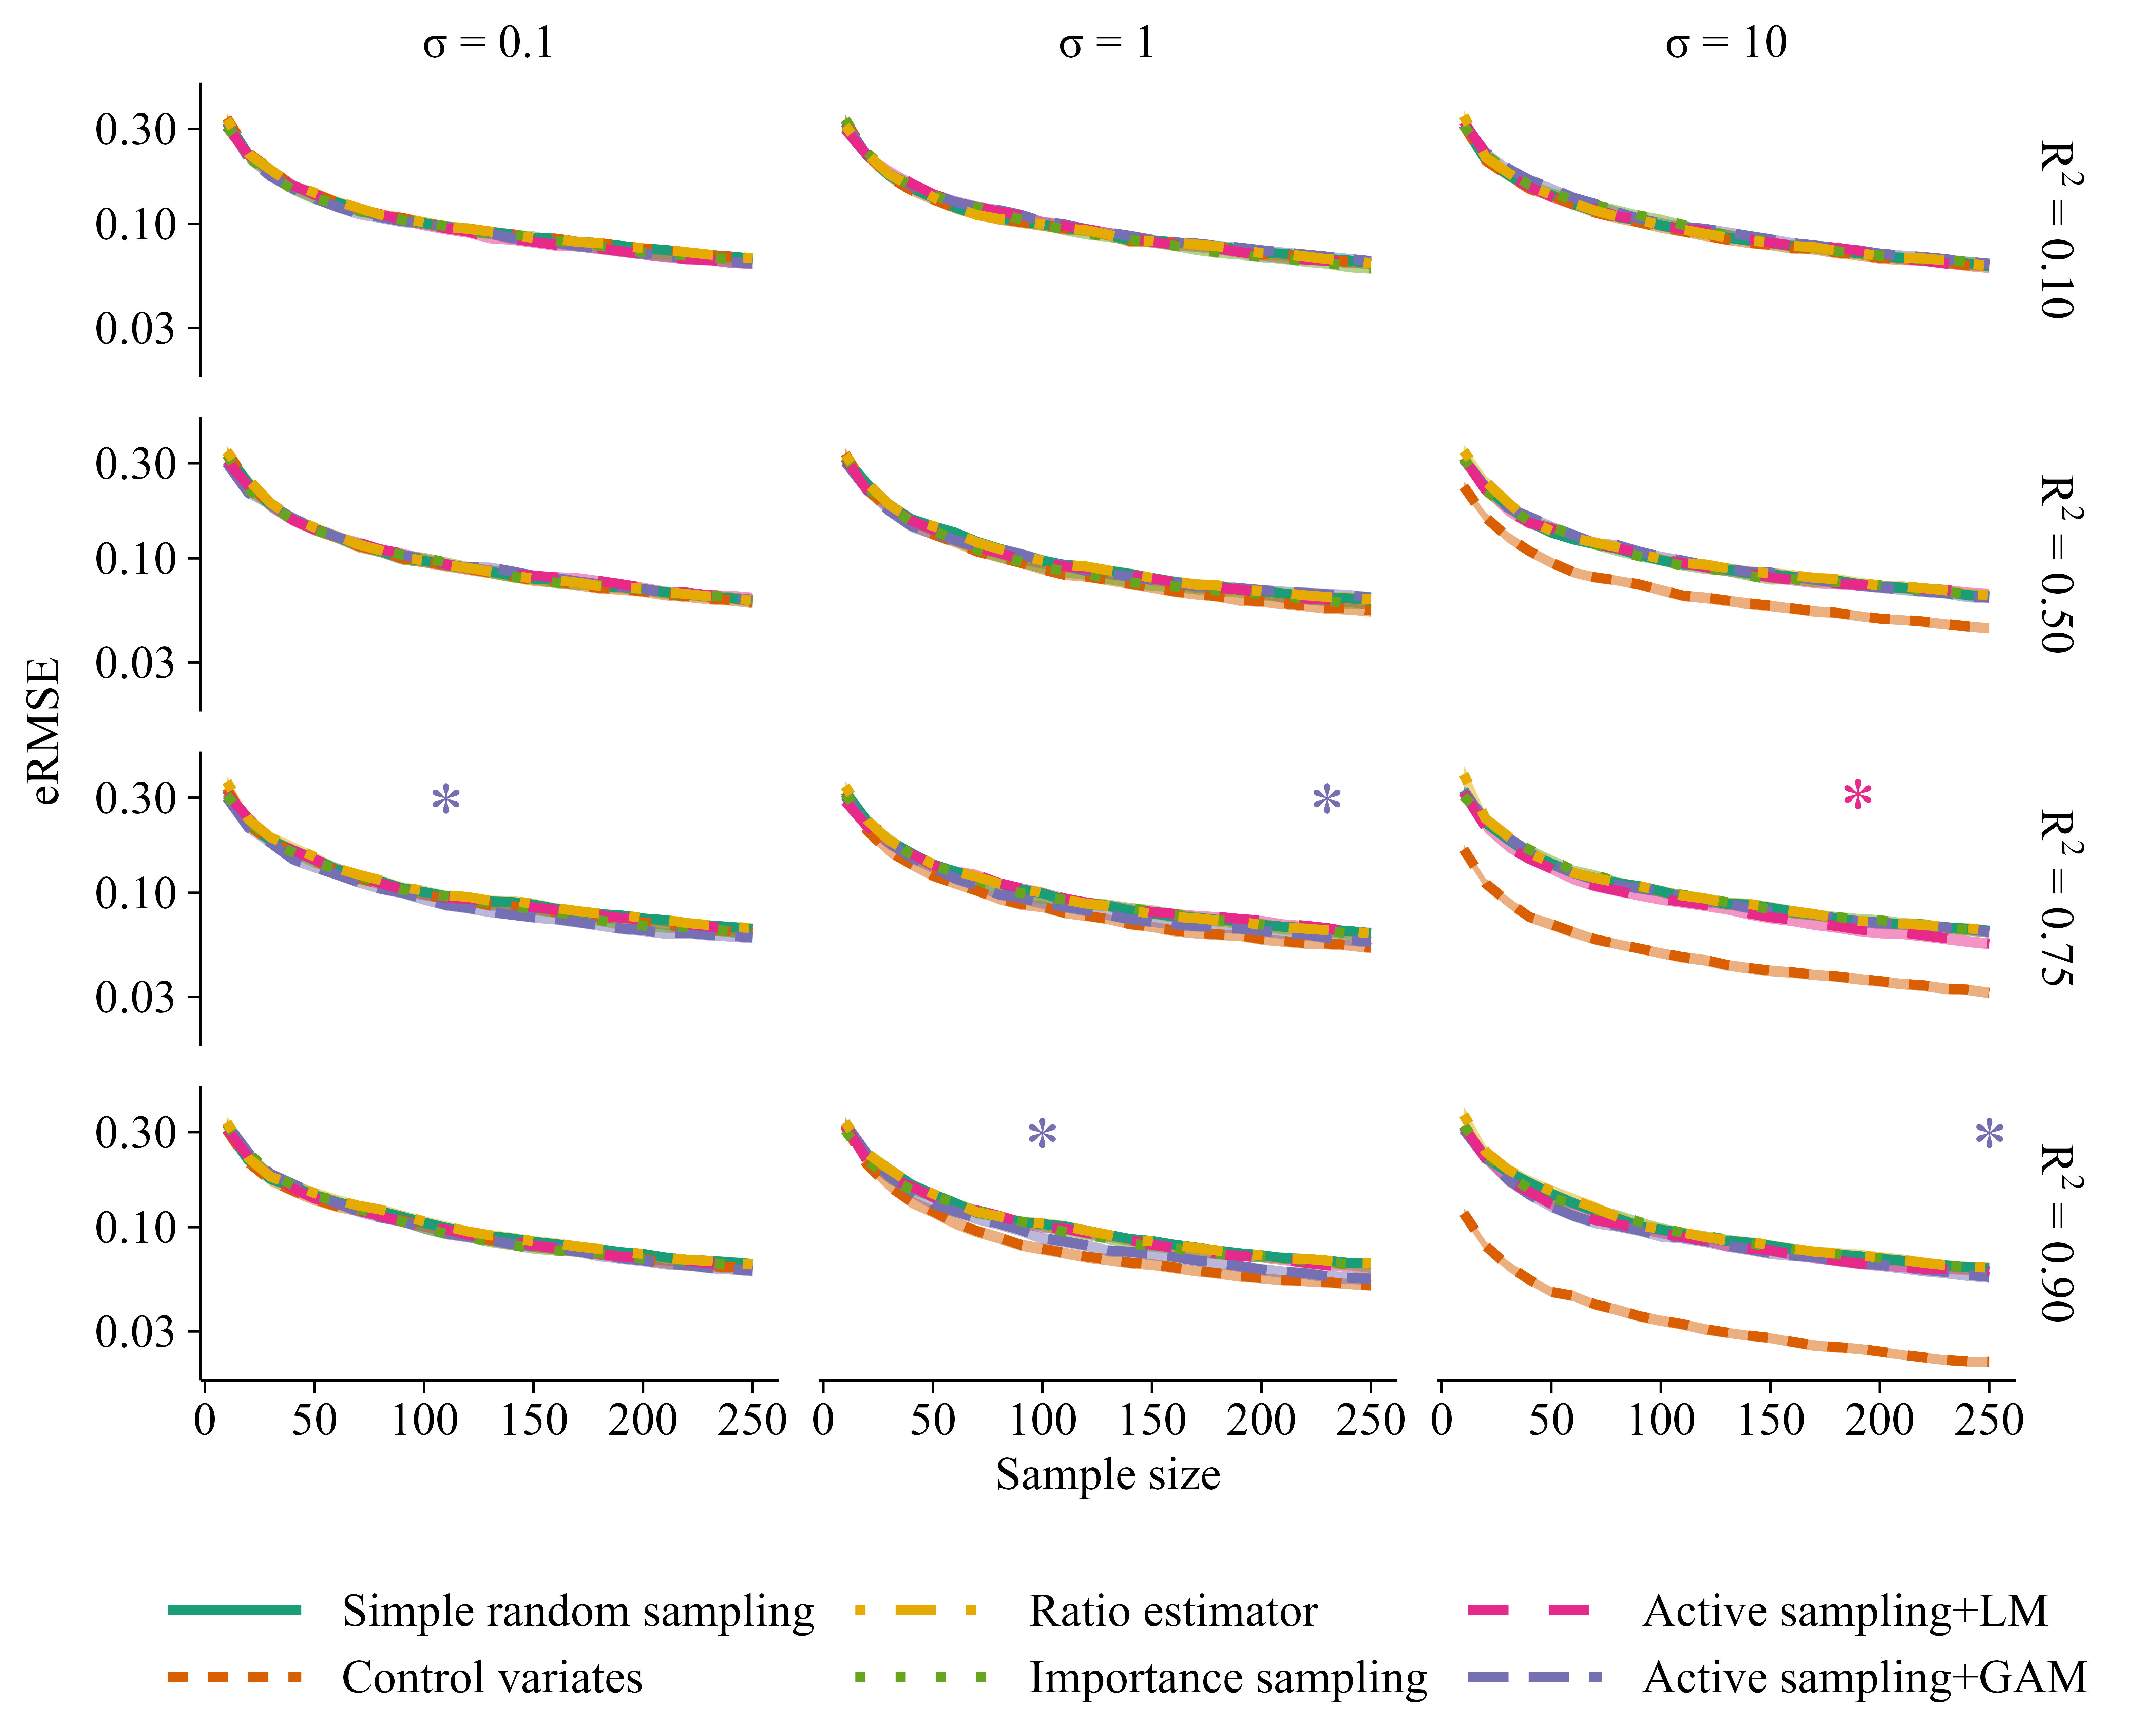 σ = 0.1 σ = 1 σ = 10
0.30
0.10
0.03
R² = 0.10
0.30
0.10
0.03
R² = 0.50
eRMSE
0.30
*
*
*
0.10
0.03
R² = 0.75
0.30
*
*
0.10
0.03
R² = 0.90
0 50 100 150 200 250 0 50 100 150 200 250 0 50 100 150 200 250
Sample size
Simple random sampling Ratio estimator Active sampling+LM
Control variates Importance sampling Active sampling+GAM